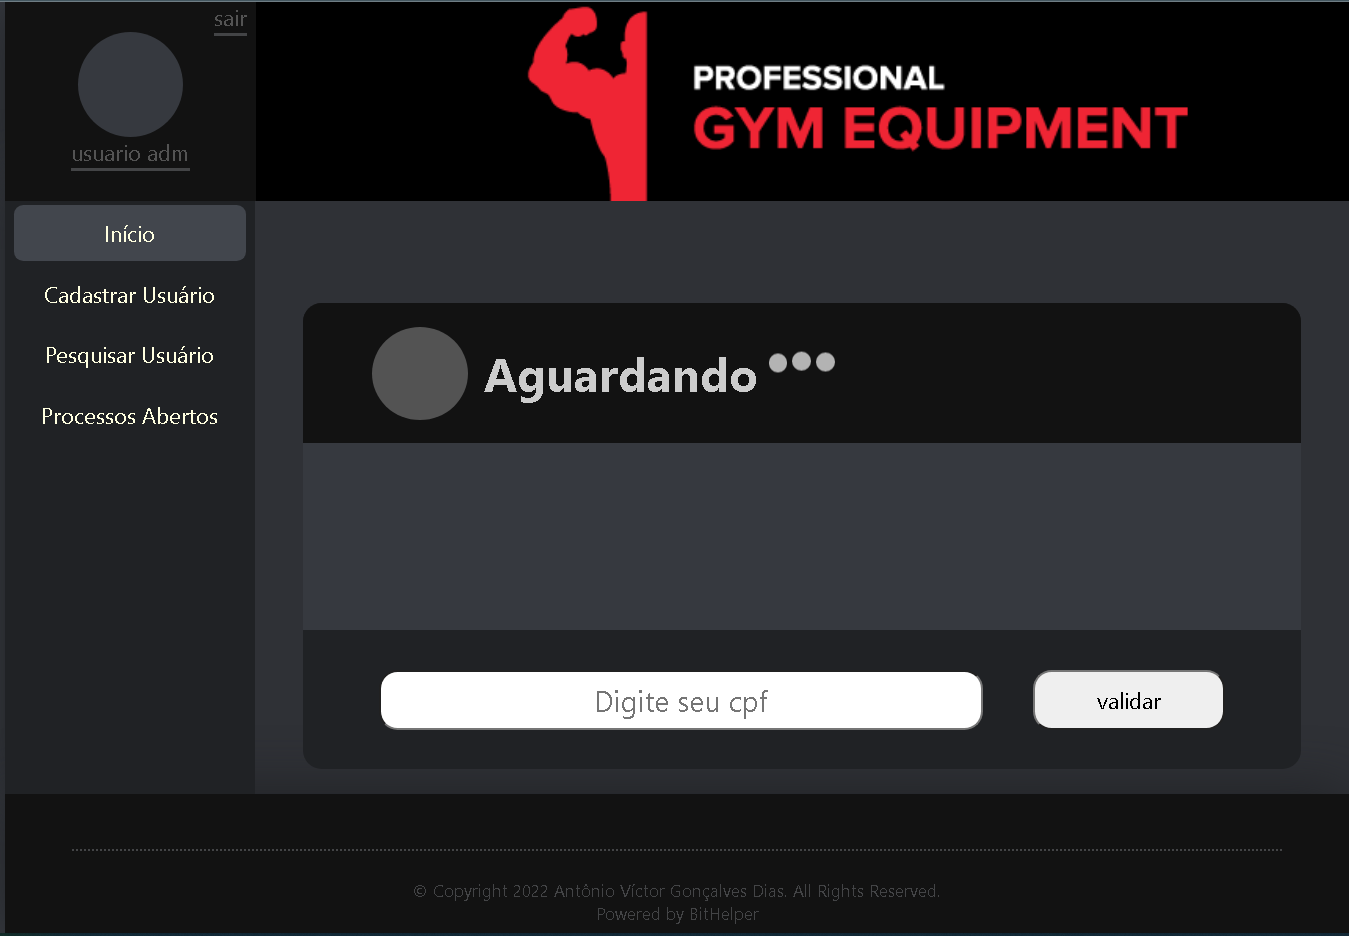 sair
usuario adm
PROFESSIONAL
GYM EQUIPMENT
Início
Cadastrar Usuário
Pesquisar Usuário
Processos Abertos
Aguardando
Digite seu cpf
validar
© Copyright 2022 Antônio Víctor Gonçalves Dias. All Rights Reserved.
Powered by BitHelper